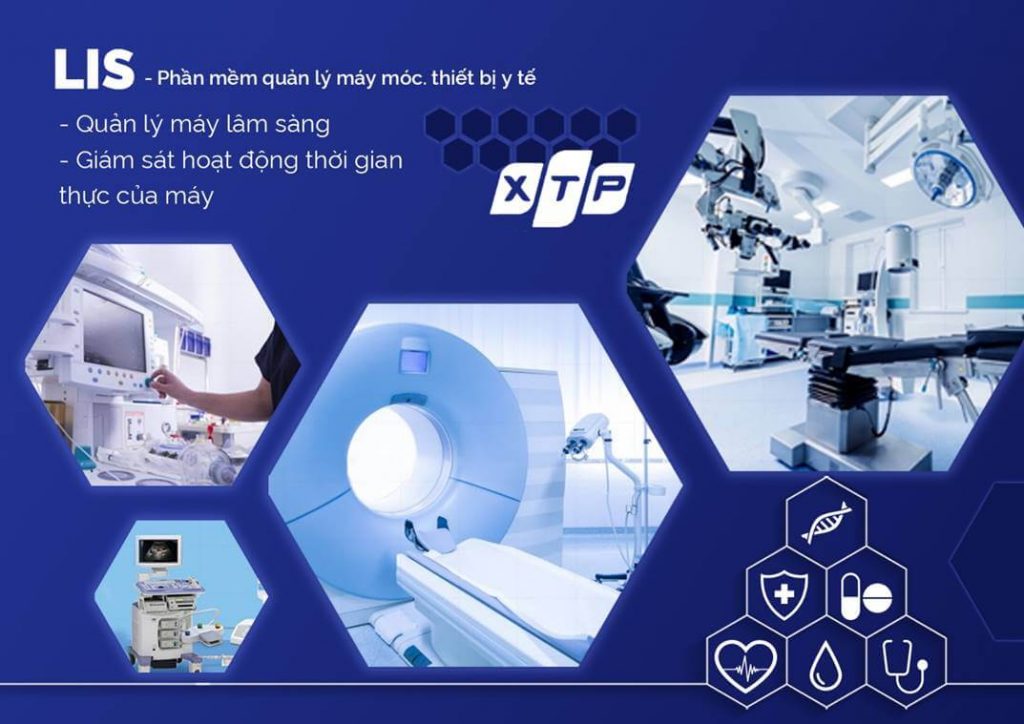 LIS - Phần mềm quản lý máy móc. thiết bị y tế
- Quản lý máy lâm sàng
- Giám sát hoạt động thời gian
thực của máy
XTP